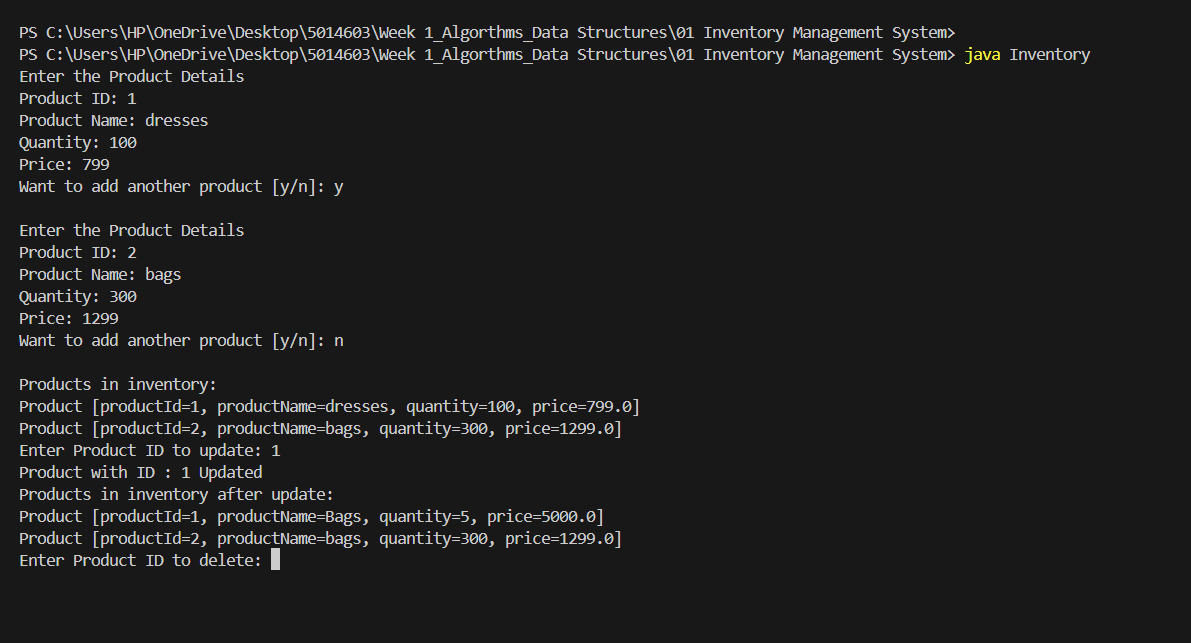 PS C:\Users\HP\OneDrive\Desktop\5014603\Week 1_Algorthms_Data Structures\01 Inventory Management System>
PS C:\Users\HP\OneDrive\Desktop\5014603\Week 1_Algorthms_Data Structures\01 Inventory Management System> java Inventory
Enter the Product Details
Product ID: 1
Product Name: dresses
Quantity: 100
Price: 799
Want to add another product [y/n]: y
Enter the Product Details
Product ID: 2
Product Name: bags
Quantity: 300
Price: 1299
Want to add another product [y/n]: n
Products in inventory:
Product [productId=1, productName=dresses, quantity=100, price=799.0]
Product [productId=2, productName=bags, quantity=300, price=1299.0]
Enter Product ID to update: 1
Product with ID : 1 Updated
Products in inventory after update:
Product [productId=1, productName=Bags, quantity=5, price=5000.0]
Product [productId=2, productName=bags, quantity=300, price=1299.0]
Enter Product ID to delete: